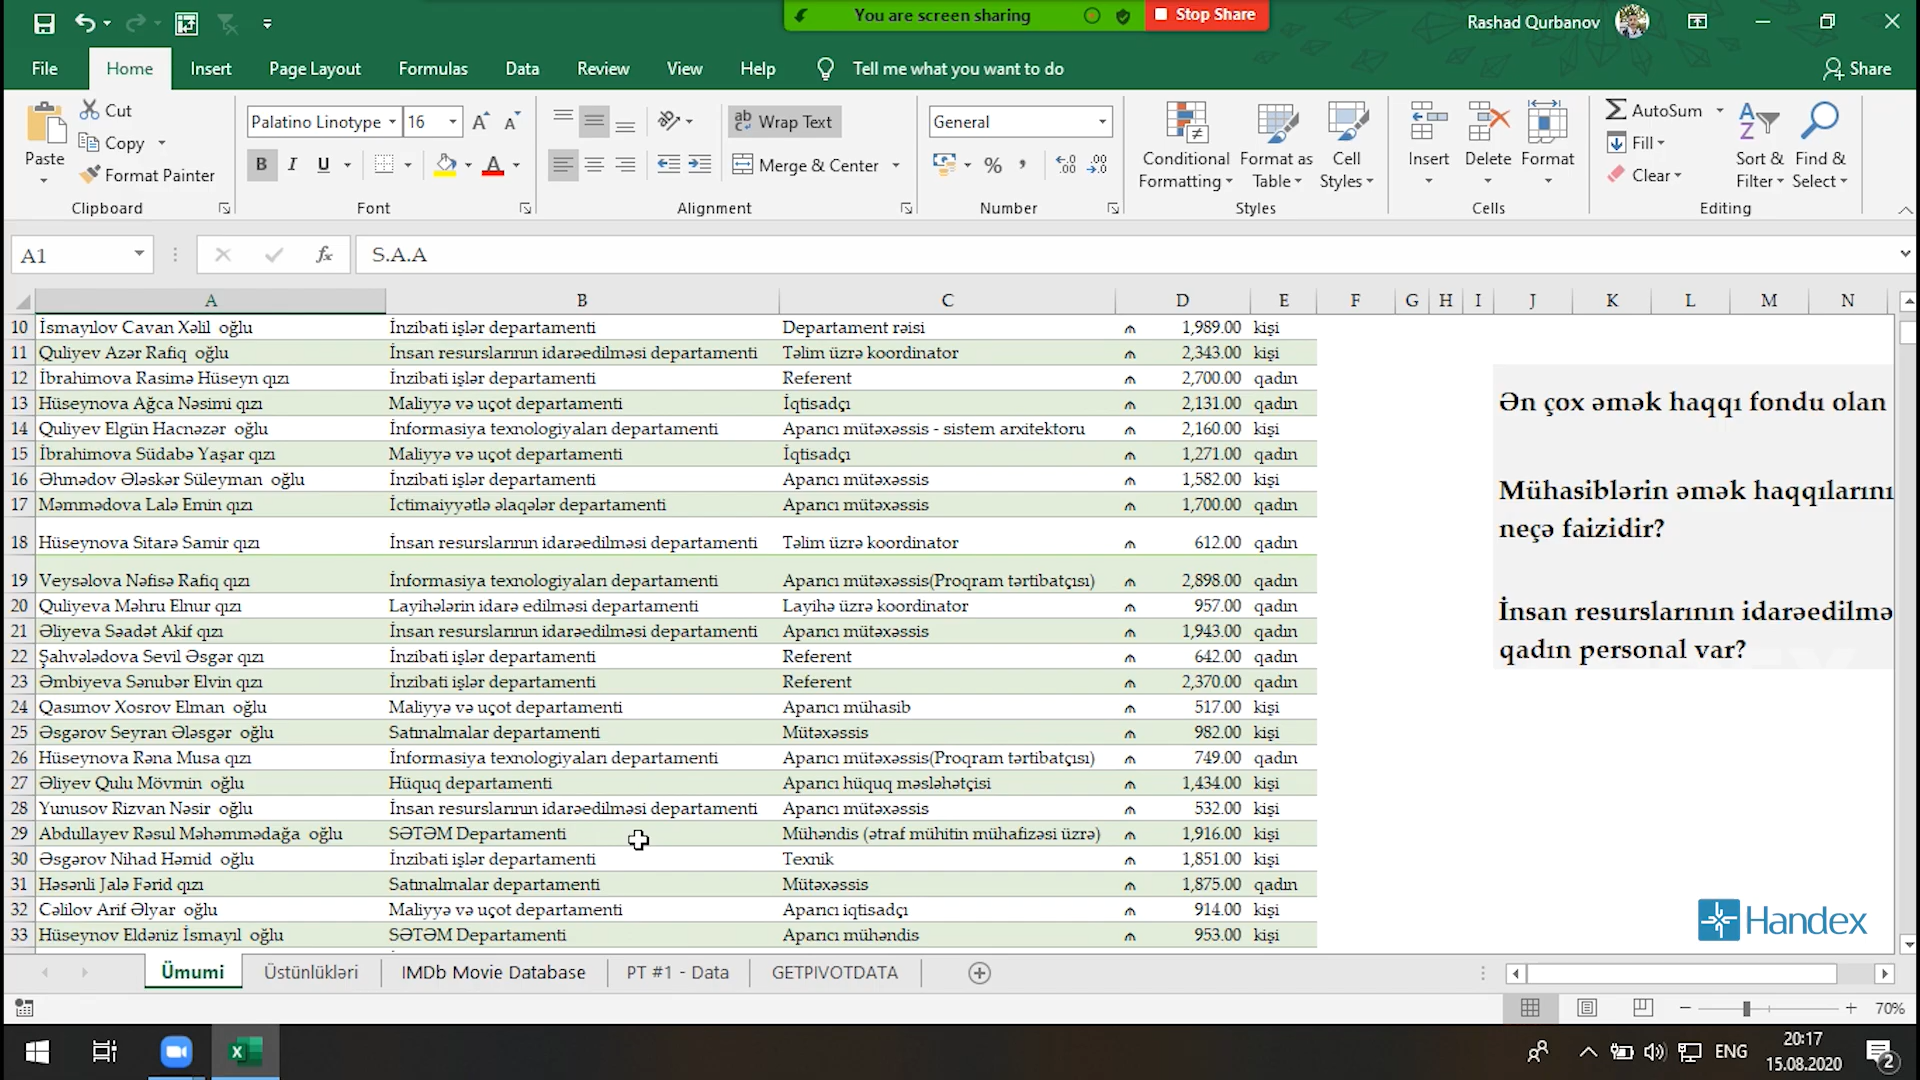 You are screen sharing
Stop Share
Rashad Qurbanov
File Home Insert Page Layout Formulas Data Review View Help Tell me what you want to do Share
Paste
Cut
Copy
Format Painter
Clipboard
Palatino Linotype 16
B I U
Font
Wrap Text
Merge & Center
Alignment
General
%
Number
Conditional Formatting
Format as Table
Cell Styles
Styles
Insert Delete Format
Cells
AutoSum
Fill
Clear
Sort & Filter
Find & Select
Editing
A1 fx S.A.A
A B C D E F G H I J K L M N
10 İsmayılov Cavan Xəlil oğlu İnzibati işlər departamenti Departament rəisi ₼ 1,989.00 kişi
11 Quliyev Azər Rafiq oğlu İnsan resurslarının idarəedilməsi departamenti Təlim üzrə koordinator ₼ 2,343.00 kişi
12 İbrahimova Rasimə Hüseyn qızı İnzibati işlər departamenti Referent ₼ 2,700.00 qadın
13 Hüseynova Ağca Nəsimi qızı Maliyyə və uçot departamenti İqtisadçı ₼ 2,131.00 qadın
14 Quliyev Elgün Hacnəzər oğlu İnformasiya texnologiyaları departamenti Aparıcı mütəxəssis - sistem arxitektoru ₼ 2,160.00 kişi
15 İbrahimova Südabə Yaşar qızı Maliyyə və uçot departamenti İqtisadçı ₼ 1,271.00 qadın
16 Əhmədov Ələskər Süleyman oğlu İnzibati işlər departamenti Aparıcı mütəxəssis ₼ 1,582.00 kişi
17 Məmmədova Lalə Emin qızı İctimaiyyətlə əlaqələr departamenti Aparıcı mütəxəssis ₼ 1,700.00 qadın
18 Hüseynova Sitarə Samir qızı İnsan resurslarının idarəedilməsi departamenti Təlim üzrə koordinator ₼ 612.00 qadın
19 Veysəlova Nəfisə Rafiq qızı İnformasiya texnologiyaları departamenti Aparıcı mütəxəssis(Proqram tərtibatçısı) ₼ 2,898.00 qadın
20 Quliyeva Məhru Elnur qızı Layihələrin idarə edilməsi departamenti Layihə üzrə koordinator ₼ 957.00 qadın
21 Əliyeva Səadət Akif qızı İnsan resurslarının idarəedilməsi departamenti Aparıcı mütəxəssis ₼ 1,943.00 qadın
22 Şahvələdova Sevil Əsgər qızı İnzibati işlər departamenti Referent ₼ 642.00 qadın
23 Əmbiyeva Sənubər Elvin qızı İnzibati işlər departamenti Referent ₼ 2,370.00 qadın
24 Qasımov Xosrov Elman oğlu Maliyyə və uçot departamenti Aparıcı mühasib ₼ 517.00 kişi
25 Əsgərov Seyran Ələsgər oğlu Satınalmalar departamenti Mütəxəssis ₼ 982.00 kişi
26 Hüseynova Rəna Musa qızı İnformasiya texnologiyaları departamenti Aparıcı mütəxəssis(Proqram tərtibatçısı) ₼ 749.00 qadın
27 Əliyev Qulu Mövmin oğlu Hüquq departamenti Aparıcı hüquq məsləhətçisi ₼ 1,434.00 kişi
28 Yunusov Rizvan Nəsir oğlu İnsan resurslarının idarəedilməsi departamenti Aparıcı mütəxəssis ₼ 532.00 kişi
29 Abdullayev Rəsul Məhəmmədağa oğlu SƏTƏM Departamenti Mühəndis (ətraf mühitin mühafizəsi üzrə) ₼ 1,916.00 kişi
30 Əsgərov Nihad Həmid oğlu İnzibati işlər departamenti Texnik ₼ 1,851.00 kişi
31 Həsənli Jalə Fərid qızı Satınalmalar departamenti Mütəxəssis ₼ 1,875.00 qadın
32 Cəlilov Arif Əlyar oğlu Maliyyə və uçot departamenti Aparıcı iqtisadçı ₼ 914.00 kişi
33 Hüseynov Eldəniz İsmayıl oğlu SƏTƏM Departamenti Aparıcı mühəndis ₼ 953.00 kişi
Ən çox əmək haqqı fondu olan
Mühasiblərin əmək haqqılarını
neçə faizidir?
İnsan resurslarının idarəedilmə
qadın personal var?
Handex
Ümumi Üstünlükləri IMDb Movie Database PT #1 - Data GETPIVOTDATA
70%
ENG
20:17
15.08.2020
2